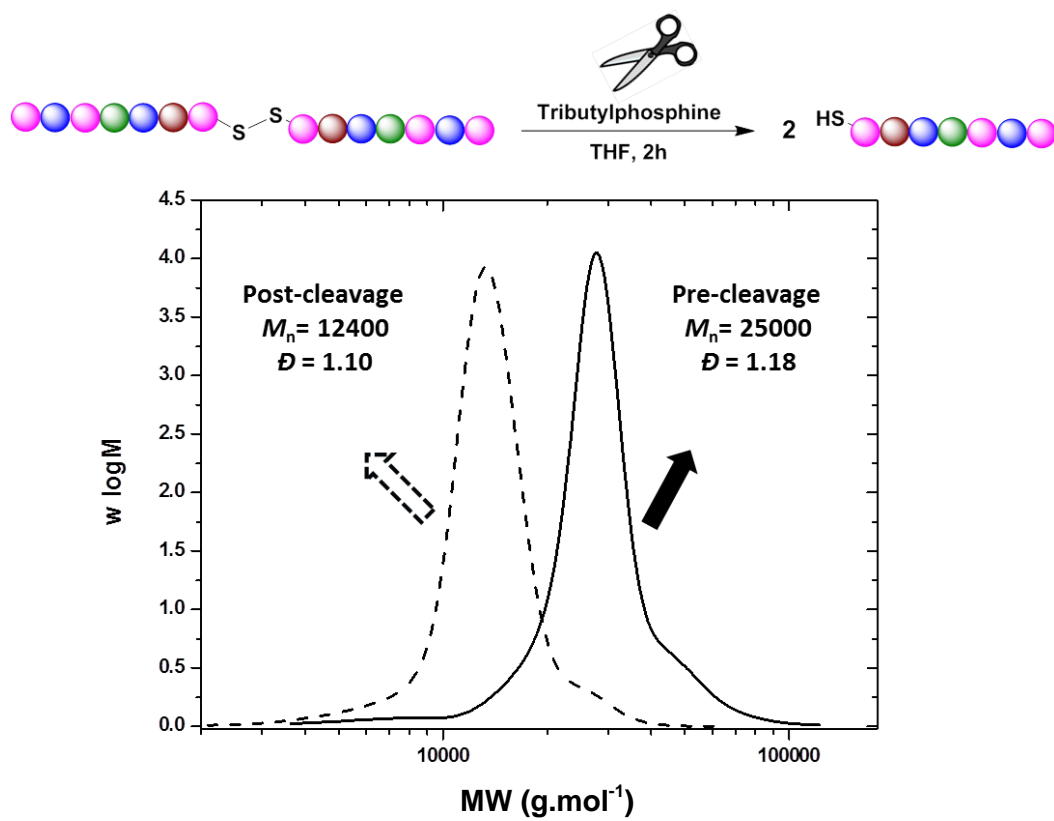 Tributylphosphine
THF, 2h
S
S
2
HS
4.5
4.0
3.5
3.0
2.5
2.0
1.5
1.0
0.5
0.0
w logM
Post-cleavage
Mn= 12400
Đ = 1.10
Pre-cleavage
Mn= 25000
Đ = 1.18
10000
100000
MW (g.mol-1)